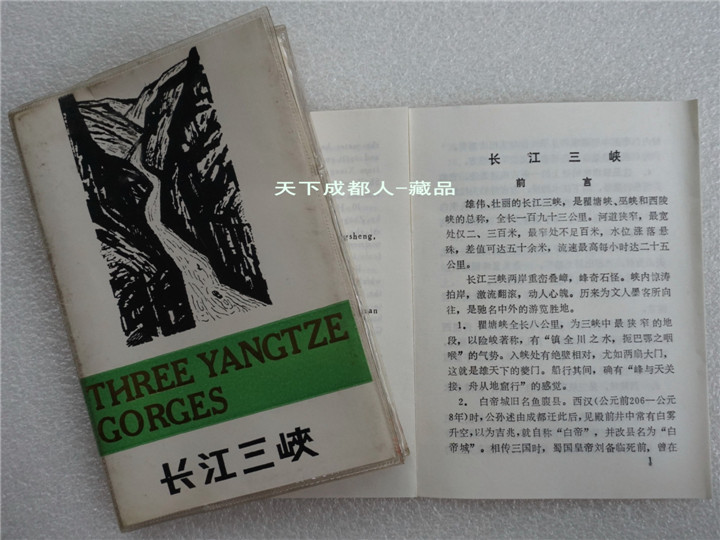 THREE YANGTZE
GORGES
长江三峡
天下成都人-藏品
gsheng,
uan
长江三峡
前言
雄伟、壮丽的长江三峡,是瞿塘峡、巫峡和西陵
峡的总称,全长一百九十三公里。河道狭窄,最宽
处仅二、三百米,最窄处不足百米,水位涨落悬
殊,差值可达五十余米,流速最高每小时达二十五
公里。
长江三峡两岸重峦叠嶂,峰奇石怪。峡内惊涛
拍岸,激流翻滚,动人心魄。历来为文人墨客所向
往,是驰名中外的游览胜地。
1。 瞿塘峡全长八公里,为三峡中最狭窄的地
段,以险峻著称,有“镇全川之水,扼巴鄂之咽
喉”的气势。入峡处有绝壁相对,尤如两扇大门,
这就是雄天下的夔门。船行其间,确有“峰与天关
接,舟从地窟行”的感觉。
2。 白帝城旧名鱼蝮县。西汉(公元前206—公元
8年)时,公孙述由成都迁此后,见殿前井中常有白雾
升空,以为吉兆,就自称“白帝”,并改县名为“白
帝城”。相传三国时,蜀国皇帝刘备临死前,曾在
1